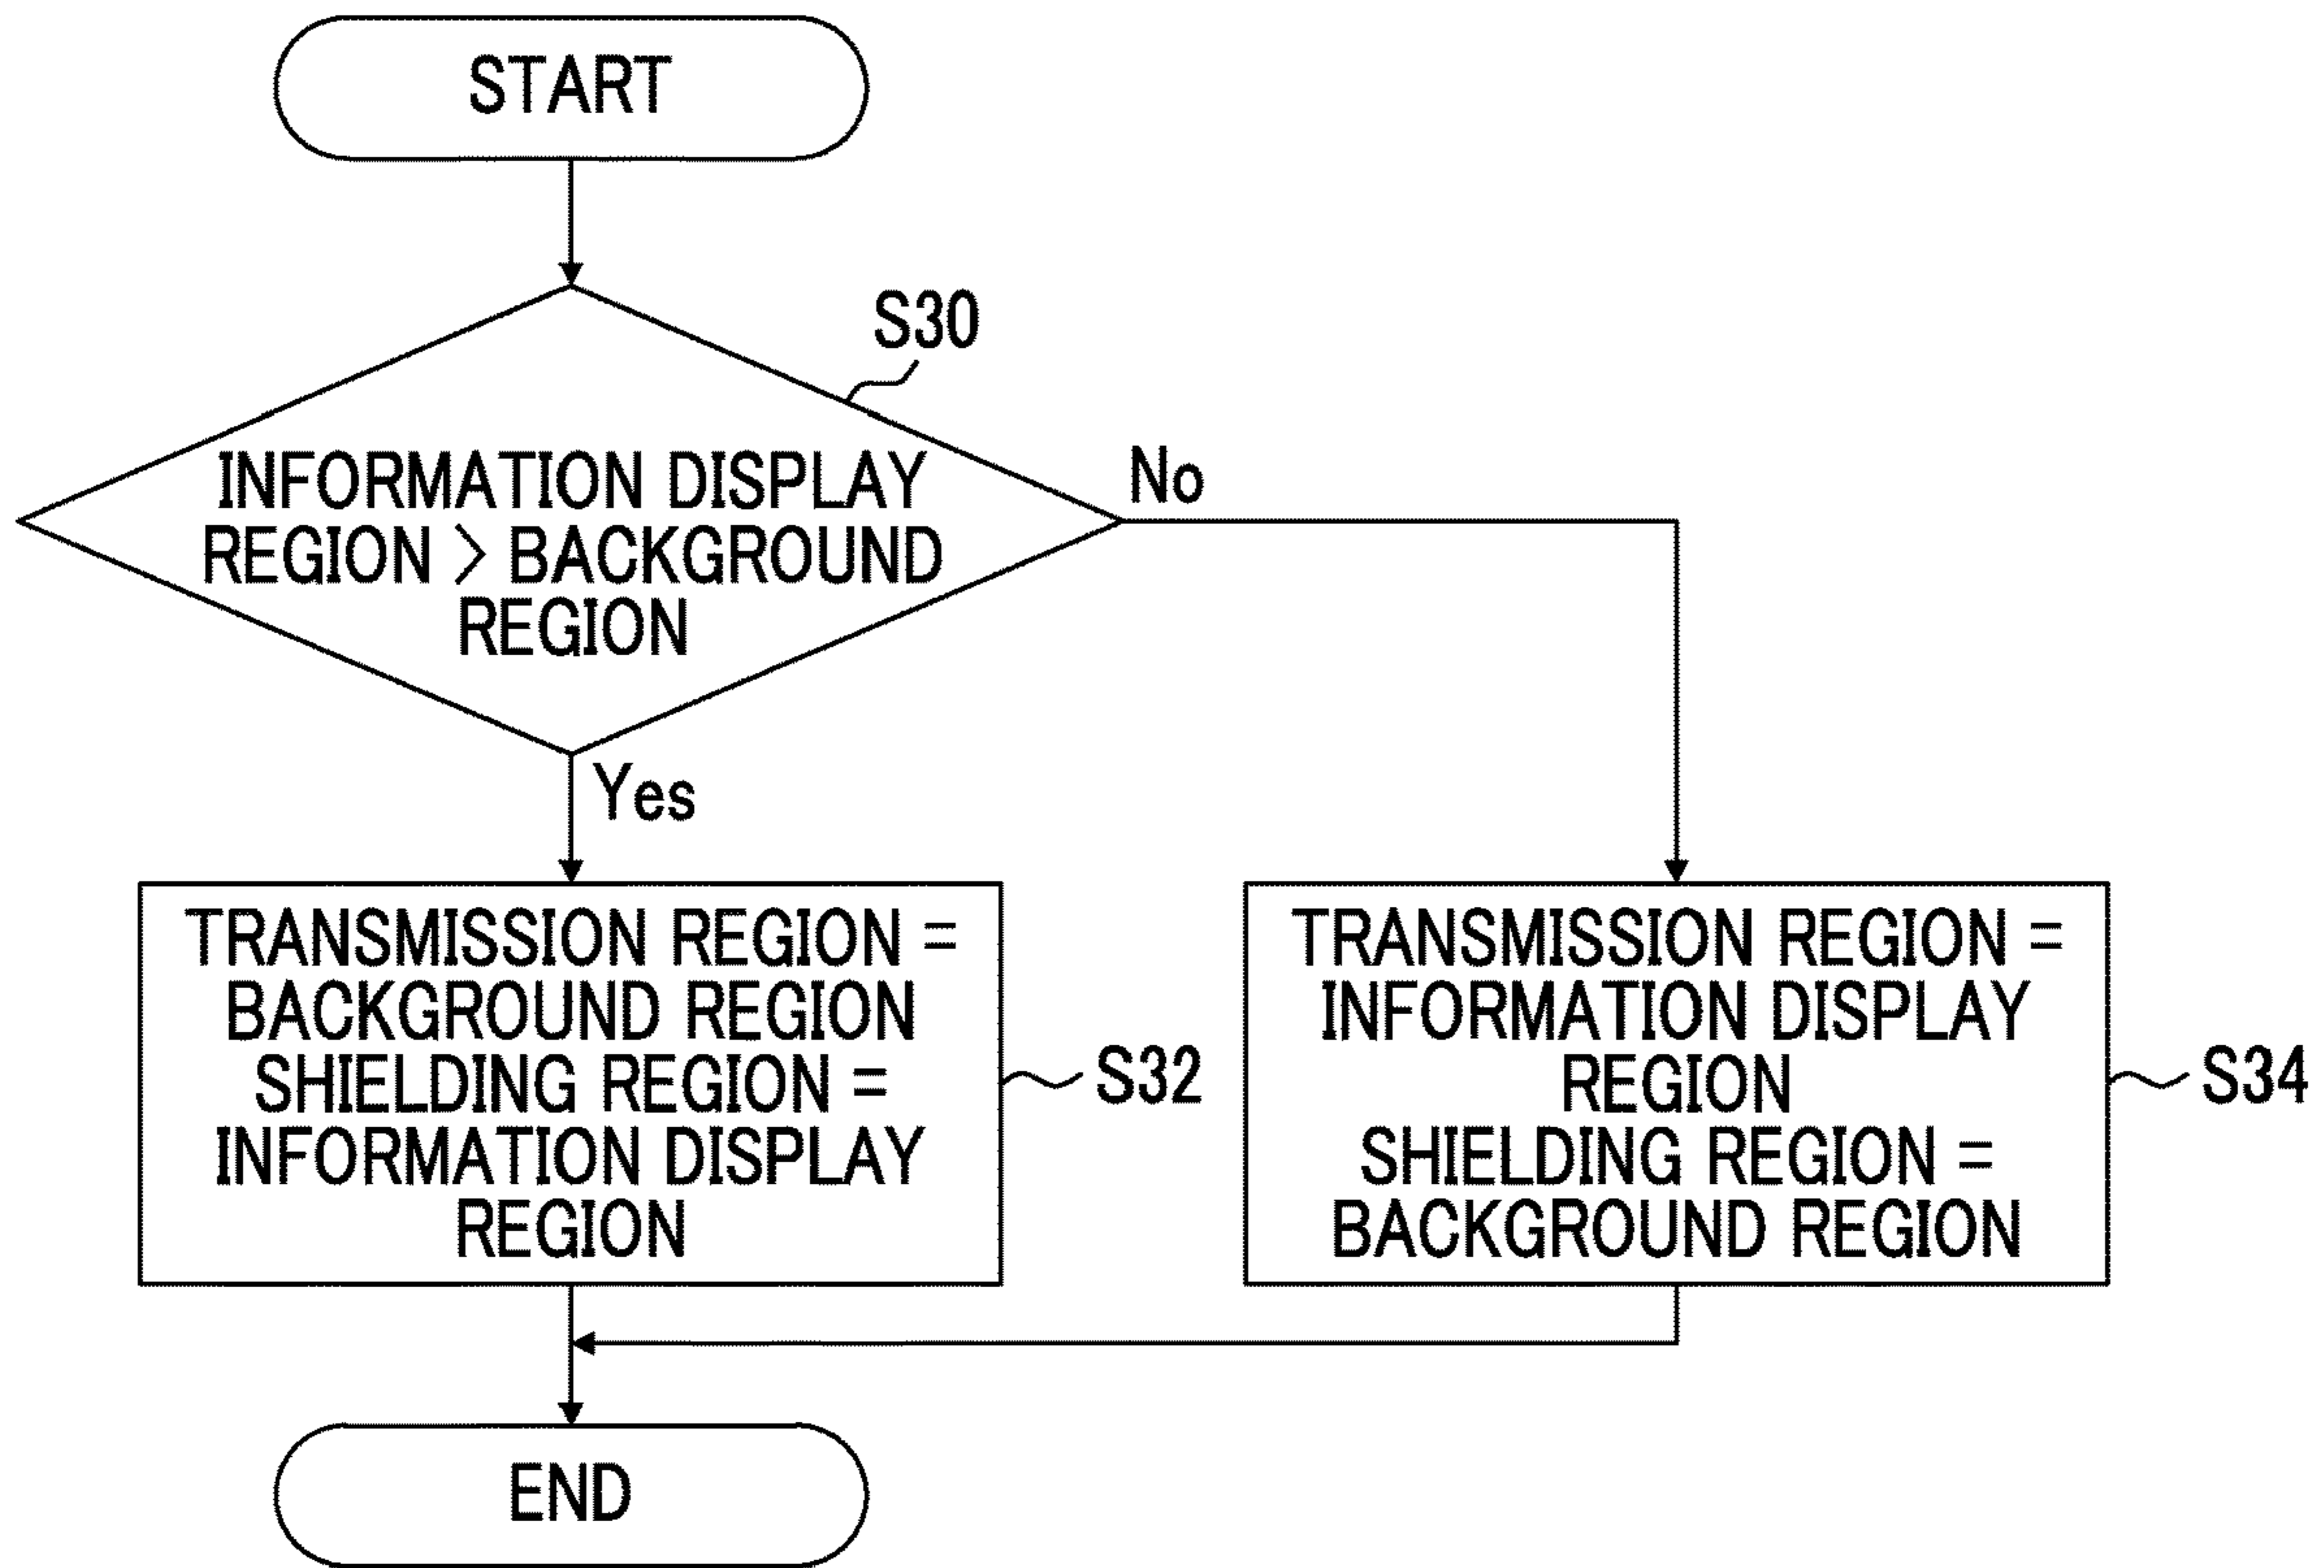 START
S30
INFORMATION DISPLAY
REGION > BACKGROUND
REGION
No
Yes
TRANSMISSION REGION =
BACKGROUND REGION
SHIELDING REGION =
INFORMATION DISPLAY
REGION
S32
TRANSMISSION REGION =
INFORMATION DISPLAY
REGION
SHIELDING REGION =
BACKGROUND REGION
S34
END